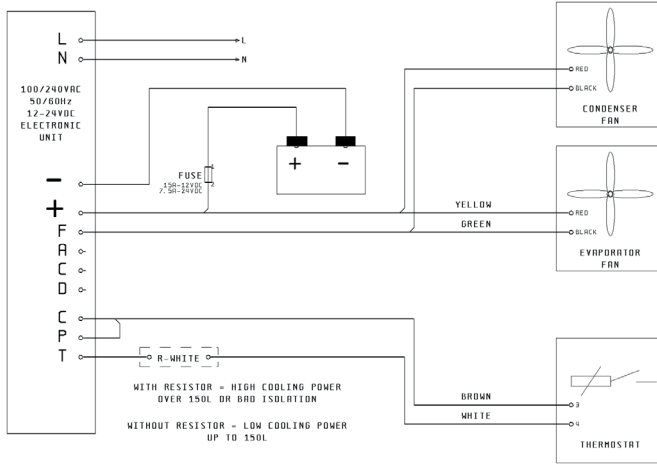 L
N
L
N
100/240VAC
50/60Hz
12-24VDC
ELECTRONIC
UNIT
RED
BLACK
CONDENSER
FAN
+ -
FUSE
1
2
15A-12VDC
7.5A-24VDC
-
+
F
A
C
D
YELLOW
GREEN
RED
BLACK
EVAPORATOR
FAN
C
P
T
R-WHITE
WITH RESISTOR = HIGH COOLING POWER
OVER 150L OR BAD ISOLATION
WITHOUT RESISTOR = LOW COOLING POWER
UP TO 150L
BROWN
WHITE
3
4
THERMOSTAT